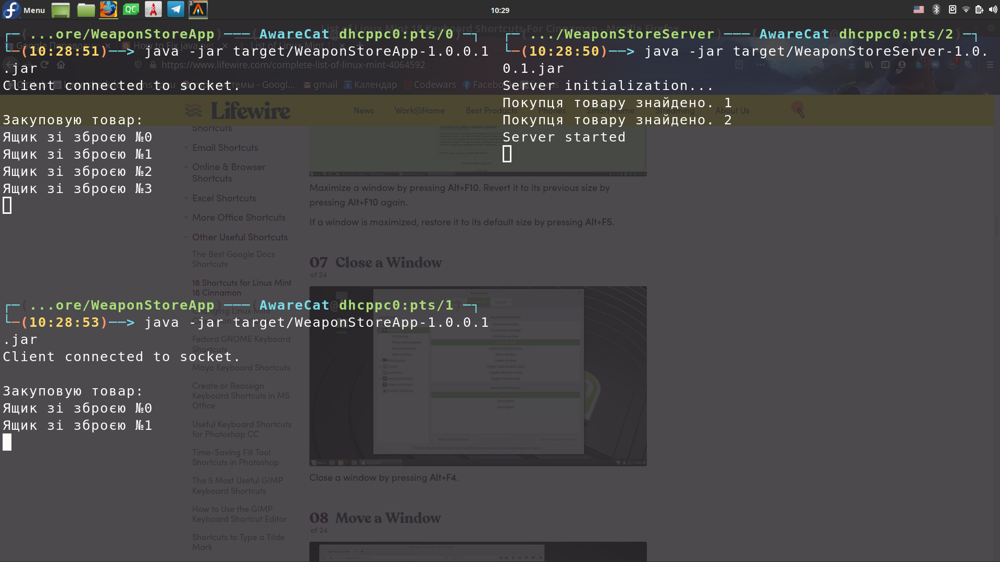 Menu
10:29
List of Linux Mint 18 Keyboard Shortcuts For Cinnamon - Mozilla Firefox
(...ore/WeaponStoreApp)———(AwareCat@dhcppc0:pts/0)
(10:28:51)——> java -jar target/WeaponStoreApp-1.0.0.1
.jar
Client connected to socket.
Закуповую товар:
Ящик зі зброєю №0
Ящик зі зброєю №1
Ящик зі зброєю №2
Ящик зі зброєю №3
(.../WeaponStoreServer)———(AwareCat@dhcppc0:pts/2)
(10:28:50)——> java -jar target/WeaponStoreServer-1.0.
0.1.jar
Server initialization...
Покупця товару знайдено. 1
Покупця товару знайдено. 2
Server started
(...ore/WeaponStoreApp)———(AwareCat@dhcppc0:pts/1)
(10:28:53)——> java -jar target/WeaponStoreApp-1.0.0.1
.jar
Client connected to socket.
Закуповую товар:
Ящик зі зброєю №0
Ящик зі зброєю №1
https://www.lifewire.com/complete-list-of-linux-mint-4064592
gmail
Календар
Codewars
Lifewire
News
Work@Home
Best Products
Phones
Smart Home
Streaming
About Us
Shortcuts
+ Email Shortcuts
+ Online & Browser
Shortcuts
+ Excel Shortcuts
+ More Office Shortcuts
− Other Useful Shortcuts
The Best Google Docs
Shortcuts
18 Shortcuts for Linux Mint
18 Cinnamon
Changing Linux Mint
Fedora GNOME Keyboard
Shortcuts
Maya Keyboard Shortcuts
Create or Reassign
Keyboard Shortcuts in MS
Office
Useful Keyboard Shortcuts
for Photoshop CC
Time-Saving Fill Tool
Shortcuts in Photoshop
The 5 Most Useful GIMP
Keyboard Shortcuts
How to Use the GIMP
Keyboard Shortcut Editor
Shortcuts to Type a Tilde
Mark
Maximize a window by pressing Alt+F10. Revert it to its previous size by
pressing Alt+F10 again.
If a window is maximized, restore it to its default size by pressing Alt+F5.
07 Close a Window
of 24
Close a window by pressing Alt+F4.
08 Move a Window
of 24